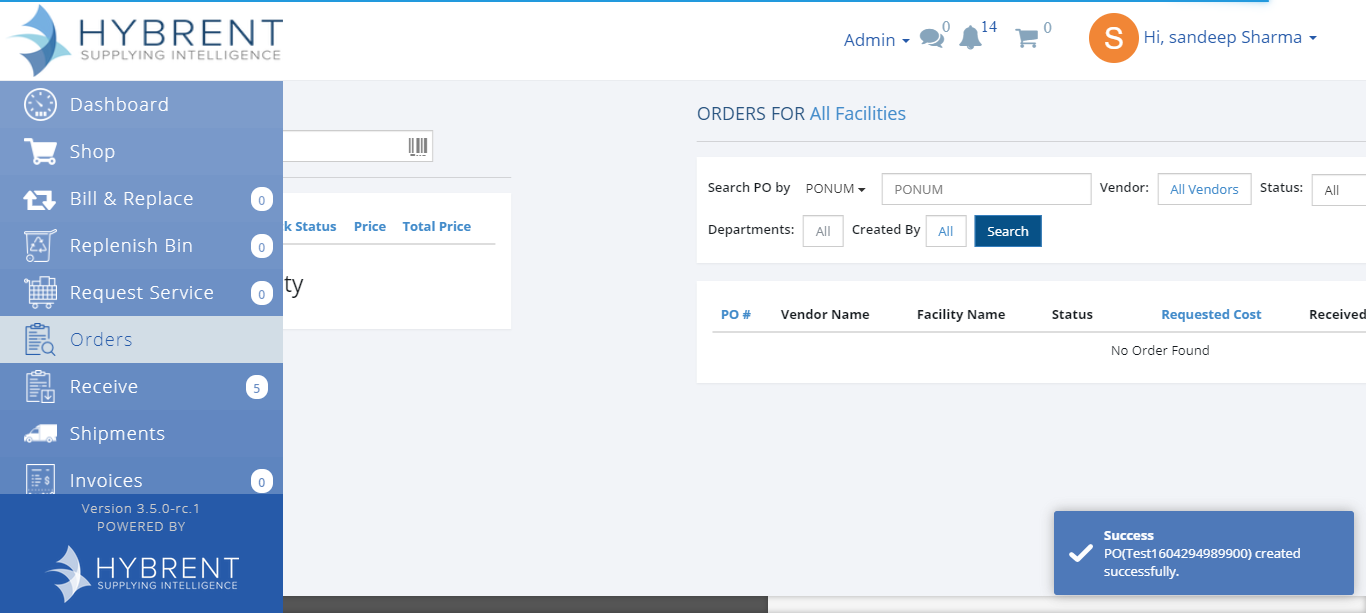 HYBRENT
SUPPLYING INTELLIGENCE
Admin
0
14
0
S
Hi, sandeep Sharma
Dashboard
Shop
Bill & Replace
0
Replenish Bin
0
Request Service
0
Orders
Receive
5
Shipments
Invoices
0
Version 3.5.0-rc.1
POWERED BY
HYBRENT
SUPPLYING INTELLIGENCE
k Status Price Total Price
ty
ORDERS FOR All Facilities
Search PO by PONUM PONUM Vendor: All Vendors Status: All
Departments: All Created By All Search
PO # Vendor Name Facility Name Status Requested Cost Received
No Order Found
Success
PO(Test1604294989900) created
successfully.